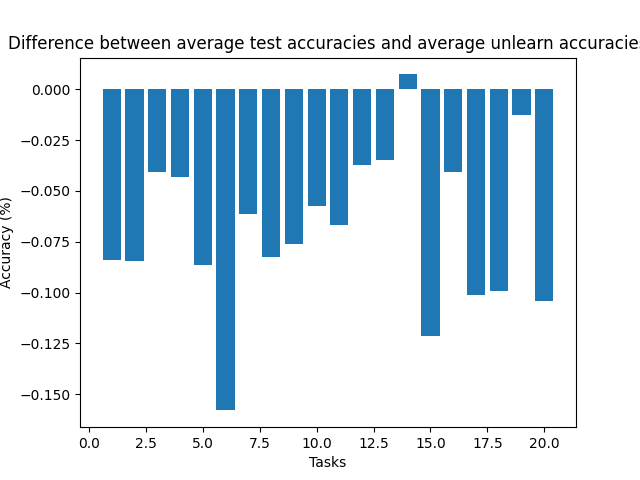 Difference between average test accuracies and average unlearn accuracies
0.000
−0.025
−0.050
−0.075
−0.100
−0.125
−0.150
Accuracy (%)
0.0 2.5 5.0 7.5 10.0 12.5 15.0 17.5 20.0
Tasks